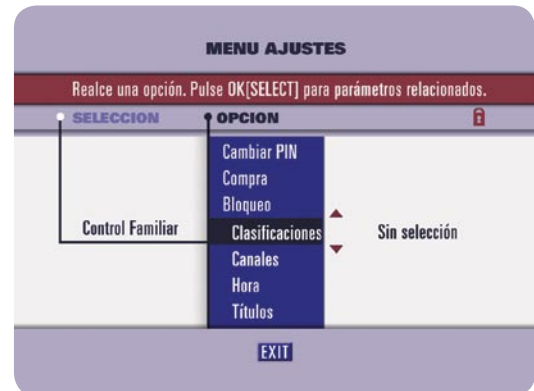 MENU AJUSTES
Realce una opción. Pulse OK[SELECT] para parámetros relacionados.
SELECCION OPCION
Cambiar PIN
Compra
Bloqueo
Control Familiar Clasificaciones Sin selección
Canales
Hora
Títulos
EXIT